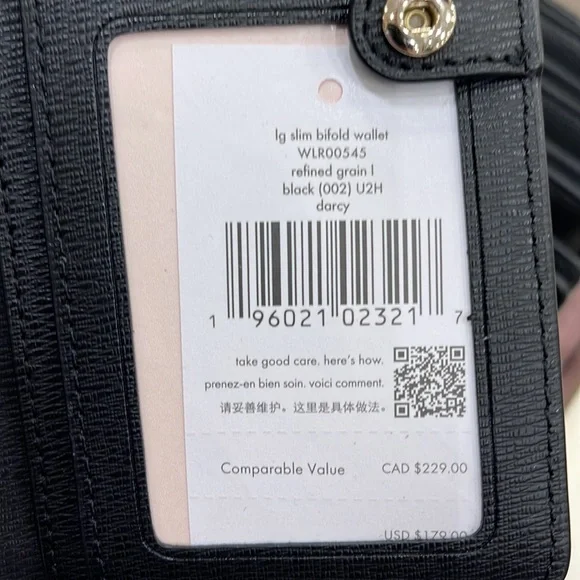 lg slim bifold wallet
WLR00545
refined grain l
black (002) U2H
darcy
1 96021 02321 7
take good care. here's how.
prenez-en bien soin. voici comment.
请妥善维护。这里是具体做法。
Comparable Value CAD $229.00
USD $179.00